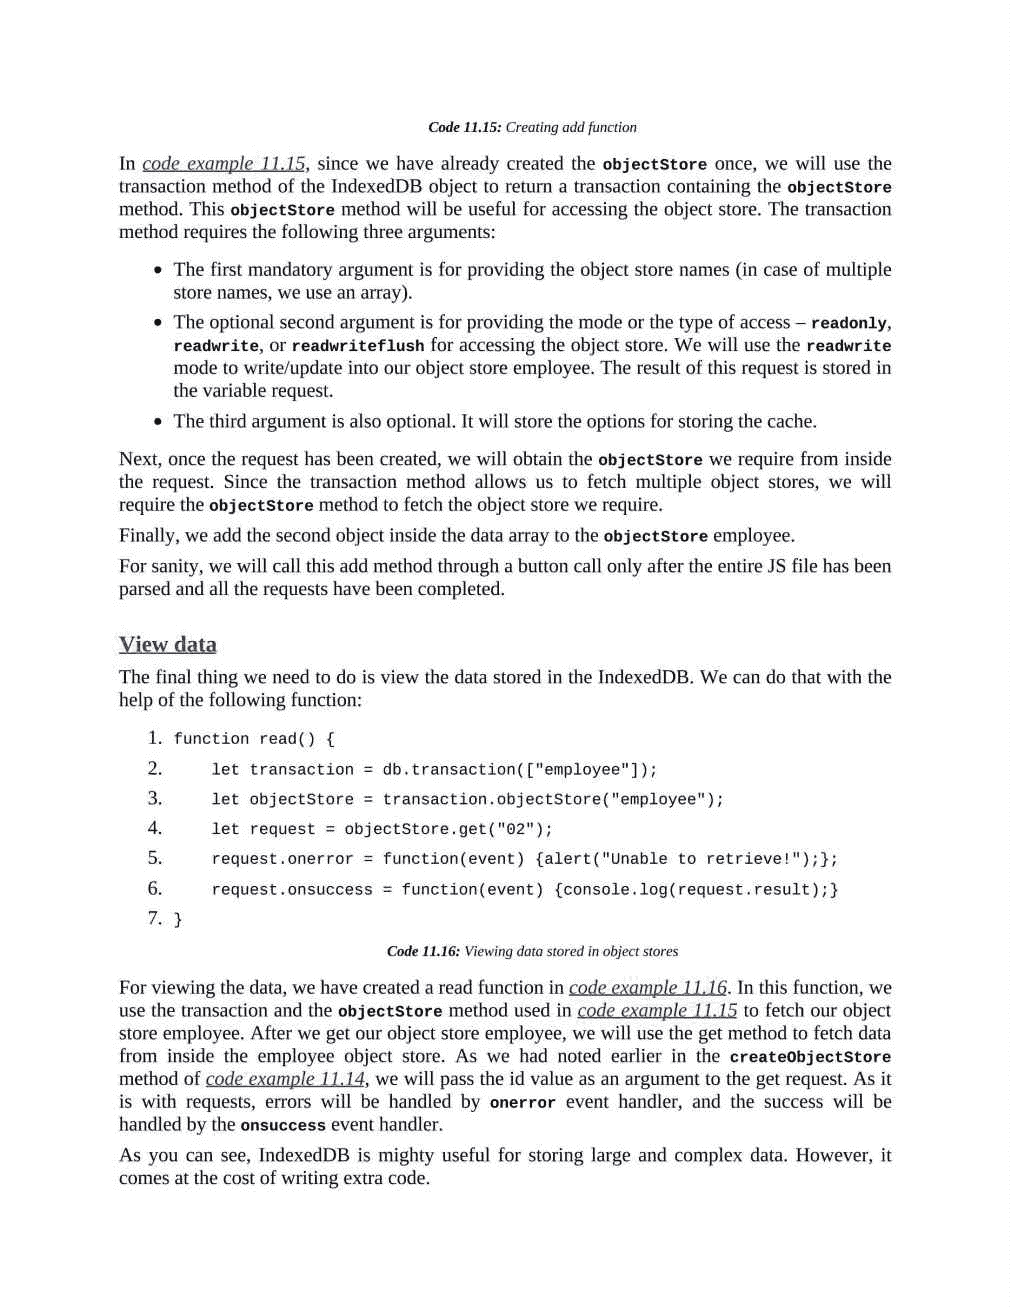 Code 11.15: Creating add function
In code example 11.15, since we have already created the objectStore once, we will use the
transaction method of the IndexedDB object to return a transaction containing the objectStore
method. This objectStore method will be useful for accessing the object store. The transaction
method requires the following three arguments:
• The first mandatory argument is for providing the object store names (in case of multiple
store names, we use an array).
• The optional second argument is for providing the mode or the type of access – readonly,
readwrite, or readwriteflush for accessing the object store. We will use the readwrite
mode to write/update into our object store employee. The result of this request is stored in
the variable request.
• The third argument is also optional. It will store the options for storing the cache.
Next, once the request has been created, we will obtain the objectStore we require from inside
the request. Since the transaction method allows us to fetch multiple object stores, we will
require the objectStore method to fetch the object store we require.
Finally, we add the second object inside the data array to the objectStore employee.
For sanity, we will call this add method through a button call only after the entire JS file has been
parsed and all the requests have been completed.
View data
The final thing we need to do is view the data stored in the IndexedDB. We can do that with the
help of the following function:
1. function read() {
2.     let transaction = db.transaction(["employee"]);
3.     let objectStore = transaction.objectStore("employee");
4.     let request = objectStore.get("02");
5.     request.onerror = function(event) {alert("Unable to retrieve!");};
6.     request.onsuccess = function(event) {console.log(request.result);}
7. }
Code 11.16: Viewing data stored in object stores
For viewing the data, we have created a read function in code example 11.16. In this function, we
use the transaction and the objectStore method used in code example 11.15 to fetch our object
store employee. After we get our object store employee, we will use the get method to fetch data
from inside the employee object store. As we had noted earlier in the createObjectStore
method of code example 11.14, we will pass the id value as an argument to the get request. As it
is with requests, errors will be handled by onerror event handler, and the success will be
handled by the onsuccess event handler.
As you can see, IndexedDB is mighty useful for storing large and complex data. However, it
comes at the cost of writing extra code.